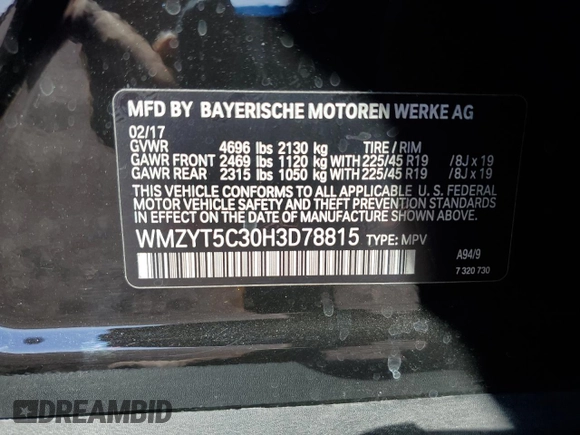 MFD BY BAYERISCHE MOTOREN WERKE AG
02/17
GVWR 4696 lbs 2130 kg TIRE / RIM
GAWR FRONT 2469 lbs 1120 kg WITH 225/45 R19 / 8J x 19
GAWR REAR 2315 lbs 1050 kg WITH 225/45 R19 / 8J x 19
THIS VEHICLE CONFORMS TO ALL APPLICABLE U. S. FEDERAL
MOTOR VEHICLE SAFETY AND THEFT PREVENTION
STANDARDS IN EFFECT ON THE DATE OF MANUFACTURE
SHOWN ABOVE.
WMZYT5C30H3D78815 TYPE: MPV
A94/9
7 320 730
DREAMBID